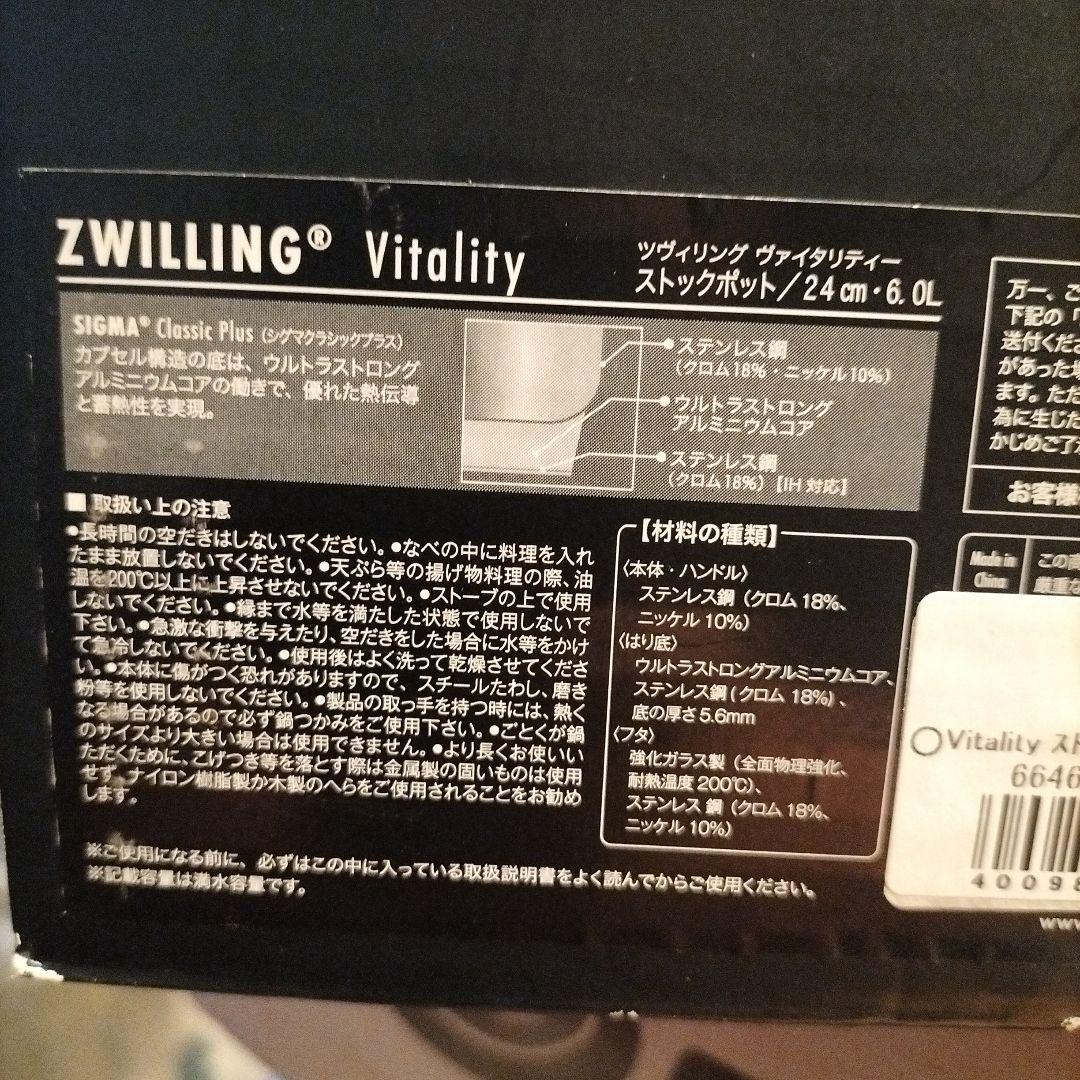 ZWILLING® Vitality
ツヴィリング ヴァイタリティー
ストックポット/24cm・6.0L
SIGMA® Classic Plus (シグマクラシックプラス)
カプセル構造の底は、ウルトラストロング
アルミニウムコアの働きで、優れた熱伝導
と蓄熱性を実現。
ステンレス鋼
(クロム18%・ニッケル10%)
ウルトラストロング
アルミニウムコア
ステンレス鋼
(クロム18%)【IH対応】
■ 取扱い上の注意
●長時間の空だきはしないでください。●なべの中に料理を入れ
たまま放置しないでください。●天ぷら等の揚げ物料理の際、油
温を200℃以上に上昇させないでください。●ストーブの上で使用
しないでください。●縁まで水等を満たした状態で使用しないで
下さい。●急激な衝撃を与えたり、空だきをした場合に水等をかけ
て急冷しないでください。●使用後はよく洗って乾燥させてくださ
い。●本体に傷がつく恐れがありますので、スチールたわし、磨き
粉等を使用しないでください。●製品の取っ手を持つ時には、熱く
なる場合があるので必ず鍋つかみをご使用下さい。●ごとくが鍋
のサイズより大きい場合は使用できません。●より長くお使いい
ただくために、こげつき等を落とす際は金属製の固いものは使用
せず、ナイロン樹脂製か木製のへらをご使用されることをお勧め
します。
【材料の種類】
〈本体・ハンドル〉
ステンレス鋼 (クロム18%、
ニッケル10%)
〈はり底〉
ウルトラストロングアルミニウムコア、
ステンレス鋼(クロム 18%)、
底の厚さ5.6mm
〈フタ〉
強化ガラス製 (全面物理強化、
耐熱温度200℃)、
ステンレス 鋼 (クロム18%、
ニッケル10%)
※ご使用になる前に、必ずはこの中に入っている取扱説明書をよく読んでからご使用ください。
※記載容量は満水容量です。
万一、ご
下記の「
送付くださ
があった場
ます。ただ
為に生じた
かじめご了
お客様
Made in
China
この商
厳重な
○Vitality スト
6646
40098
www